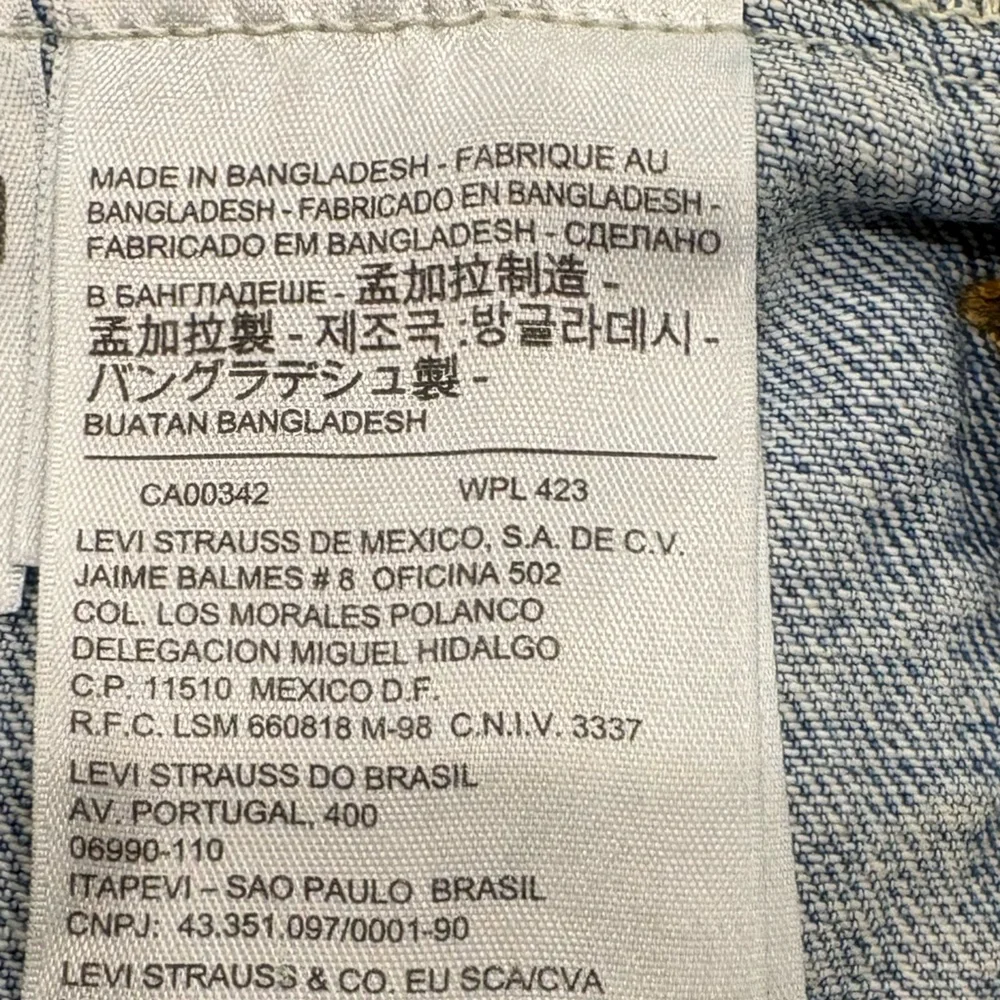 MADE IN BANGLADESH - FABRIQUE AU
BANGLADESH - FABRICADO EN BANGLADESH -
FABRICADO EM BANGLADESH - СДЕЛАНО
В БАНГЛАДЕШЕ - 孟加拉制造 -
孟加拉製 - 제조국 :방글라데시 -
バングラデシュ製 -
BUATAN BANGLADESH
CA00342 WPL 423
LEVI STRAUSS DE MEXICO, S.A. DE C.V.
JAIME BALMES # 8 OFICINA 502
COL. LOS MORALES POLANCO
DELEGACION MIGUEL HIDALGO
C.P. 11510 MEXICO D.F.
R.F.C. LSM 660818 M-98 C.N.I.V. 3337
LEVI STRAUSS DO BRASIL
AV. PORTUGAL, 400
06990-110
ITAPEVI – SAO PAULO BRASIL
CNPJ: 43.351.097/0001-90
LEVI STRAUSS & CO. EU SCA/CVA